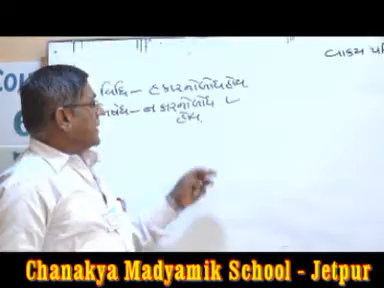 વાક્ય
વિધિ – હકારનો બોધ હોય
નિષેધ – નકારનો બોધ
હોય
Chanakya Madyamik School - Jetpur